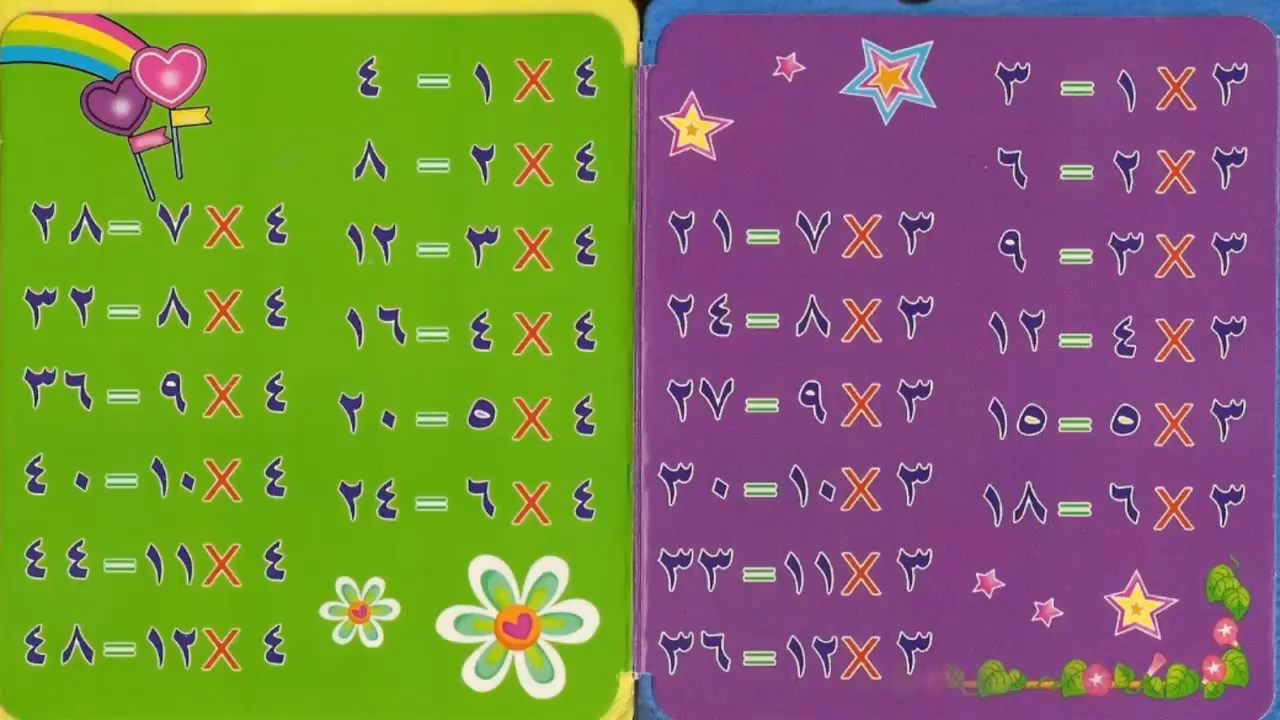 ٣ X ١ = ٣
٣ X ٢ = ٦
٣ X ٣ = ٩
٣ X ٤ = ١٢
٣ X ٥ = ١٥
٣ X ٦ = ١٨
٣ X ٧ = ٢١
٣ X ٨ = ٢٤
٣ X ٩ = ٢٧
٣ X ١٠ = ٣٠
٣ X ١١ = ٣٣
٣ X ١٢ = ٣٦
٤ X ١ = ٤
٤ X ٢ = ٨
٤ X ٣ = ١٢
٤ X ٤ = ١٦
٤ X ٥ = ٢٠
٤ X ٦ = ٢٤
٤ X ٧ = ٢٨
٤ X ٨ = ٣٢
٤ X ٩ = ٣٦
٤ X ١٠ = ٤٠
٤ X ١١ = ٤٤
٤ X ١٢ = ٤٨